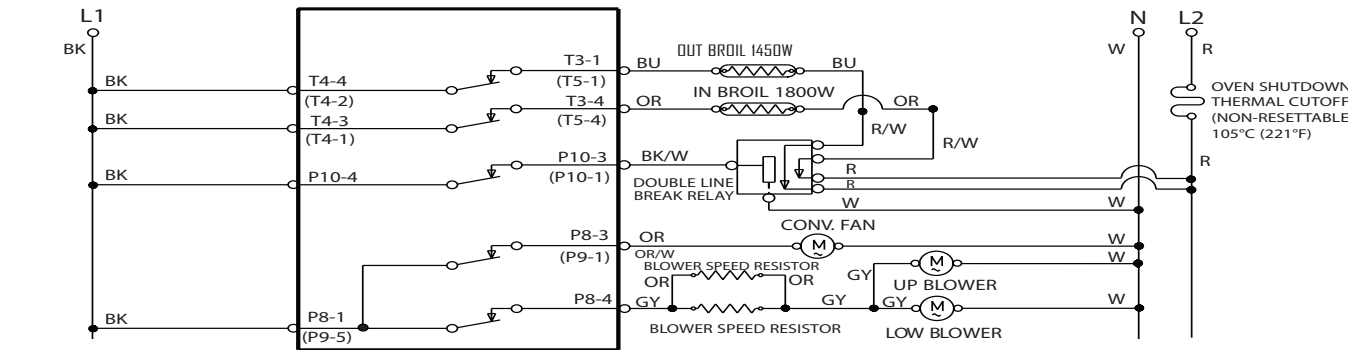 L1
N
L2
BK
W
R
BK
T4-4
(T4-2)
T3-1
(T5-1)
BU
OUT BROIL 1450W
BU
BK
T4-3
(T4-1)
T3-4
(T5-4)
OR
IN BROIL 1800W
OR
OVEN SHUTDOWN
THERMAL CUTOFF
(NON-RESETTABLE
105°C (221°F)
R/W
R/W
BK
P10-4
P10-3
(P10-1)
BK/W
DOUBLE LINE
BREAK RELAY
R
R
R
W
W
CONV. FAN
P8-3
(P9-1)
OR
OR/W
M
~
W
BLOWER SPEED RESISTOR
OR
OR
GY
M
~
W
UP BLOWER
BK
P8-1
(P9-5)
P8-4
GY
GY
GY
M
~
W
BLOWER SPEED RESISTOR
LOW BLOWER